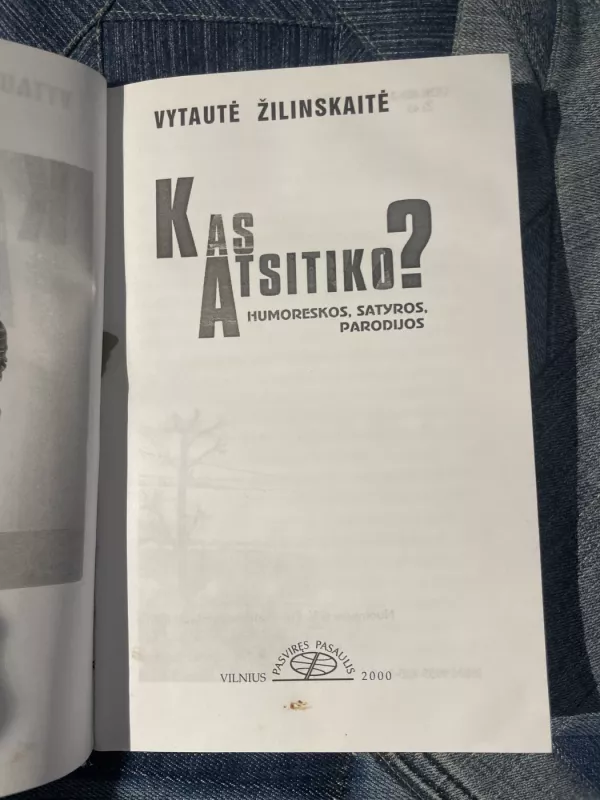 VYTAUTĖ ŽILINSKAITĖ
KAS
ATSITIKO?
HUMORESKOS, SATYROS,
PARODIJOS
PASVIRĘS PASAULIS
VILNIUS 2000